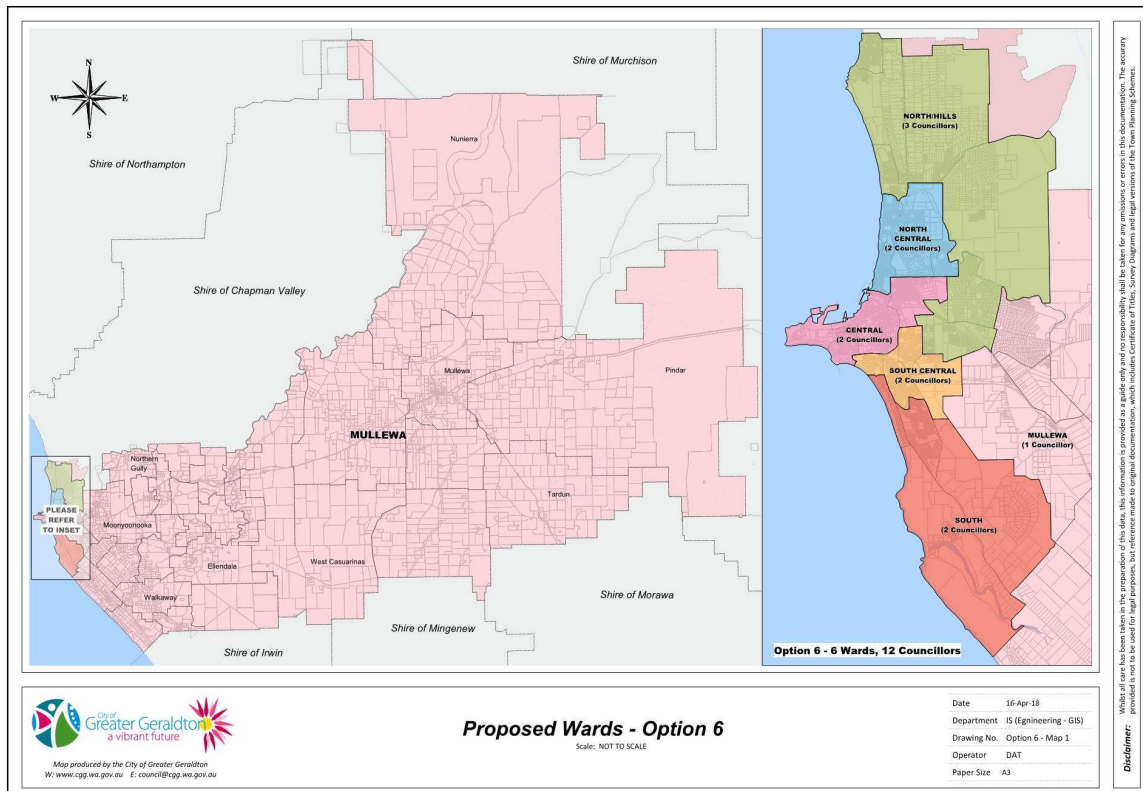 N
W
E
S
Shire of Northampton
Shire of Murchison
Nunierra
Shire of Chapman Valley
Mullewa
Pindar
MULLEWA
Northern
Gully
PLEASE
REFER
TO INSET
Moonyoonooka
Tardun
Ellendale
West Casuarinas
Walkaway
Shire of Morawa
Shire of Mingenew
Shire of Irwin
NORTH/HILLS
(3 Councillors)
NORTH
CENTRAL
(2 Councillors)
CENTRAL
(2 Councillors)
SOUTH CENTRAL
(2 Councillors)
MULLEWA
(1 Councillor)
SOUTH
(2 Councillors)
Option 6 - 6 Wards, 12 Councillors
City of
Greater Geraldton
a vibrant future
Map produced by the City of Greater Geraldton
W: www.cgg.wa.gov.au E: council@cgg.wa.gov.au
Proposed Wards - Option 6
Scale: NOT TO SCALE
Date 16-Apr-18
Department IS (Egnineering - GIS)
Drawing No. Option 6 - Map 1
Operator DAT
Paper Size A3
Disclaimer:
Whilst all care has been taken in the preparation of this data, this information is provided as a guide only and no responsibility shall be taken for any omissions or errors in this documentation. The accurary
provided is not to be used for legal purposes, but reference made to original documentation, which includes Certificate of Titles, Survey Diagrams and legal versions of the Town Planning Schemes.